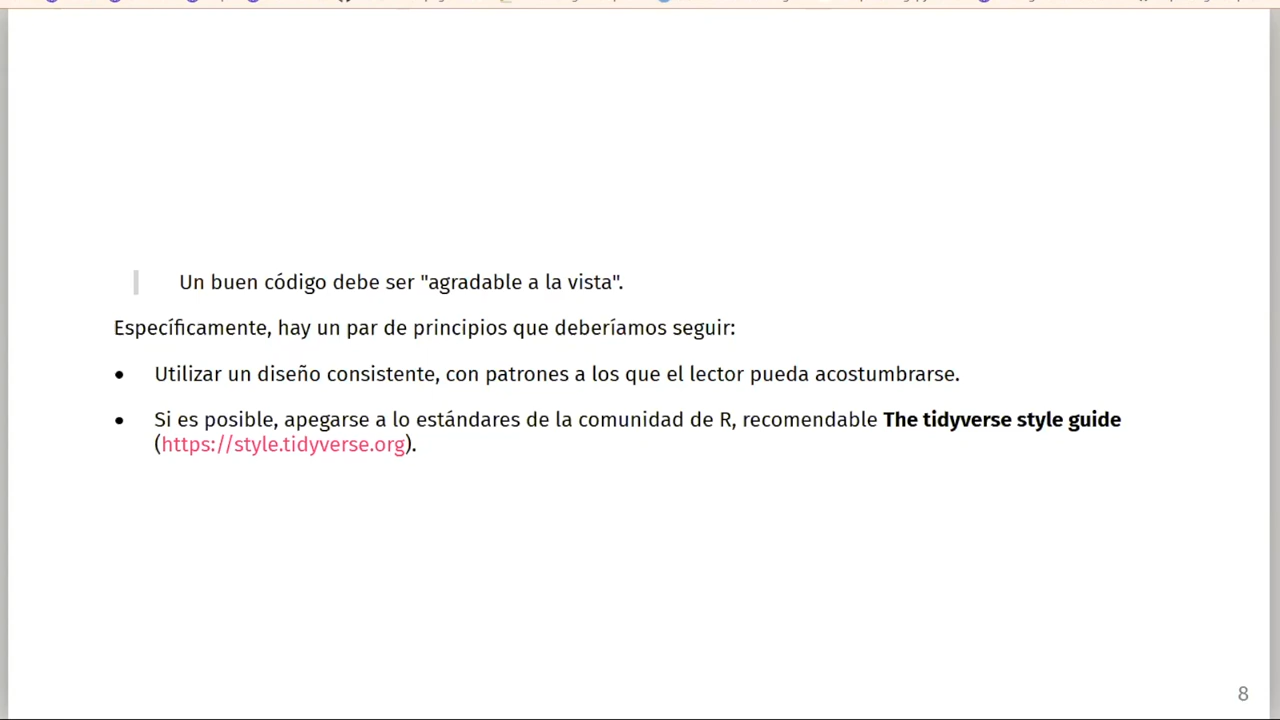 Un buen código debe ser "agradable a la vista".
Específicamente, hay un par de principios que deberíamos seguir:
• Utilizar un diseño consistente, con patrones a los que el lector pueda acostumbrarse.
• Si es posible, apegarse a lo estándares de la comunidad de R, recomendable The tidyverse style guide
(https://style.tidyverse.org).
8